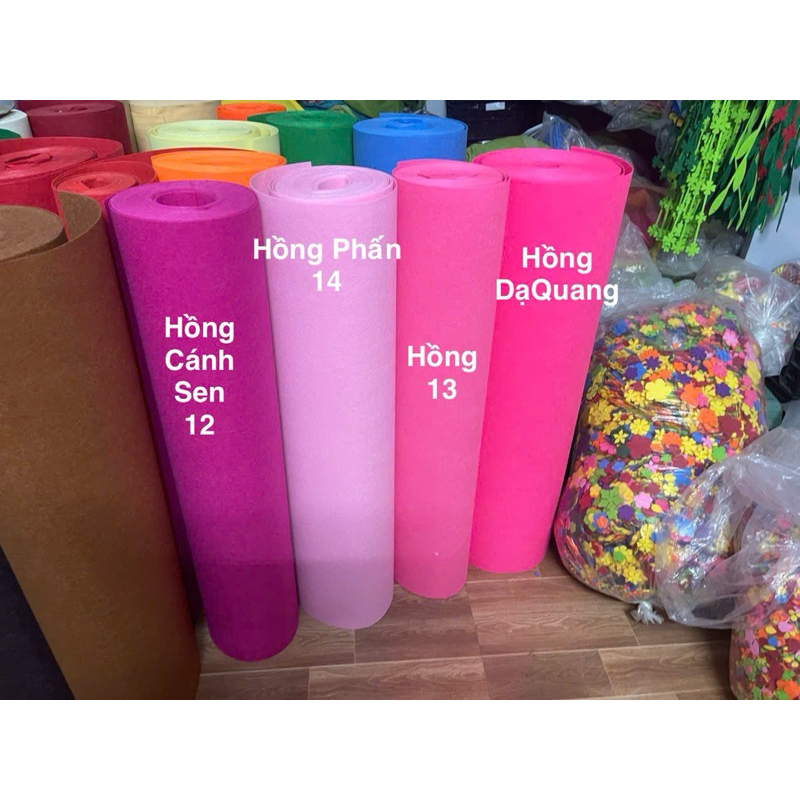 Hồng
Cánh
Sen
12
Hồng Phấn
14
Hồng
13
Hồng
DạQuang